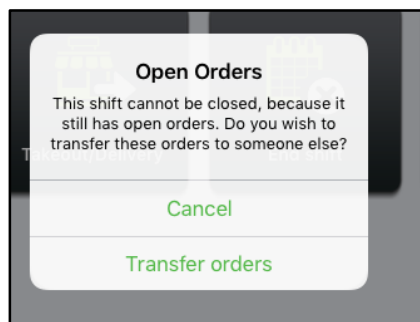 Open Orders
This shift cannot be closed, because it
still has open orders. Do you wish to
transfer these orders to someone else?
Takeout/Delivery
End shift
Cancel
Transfer orders